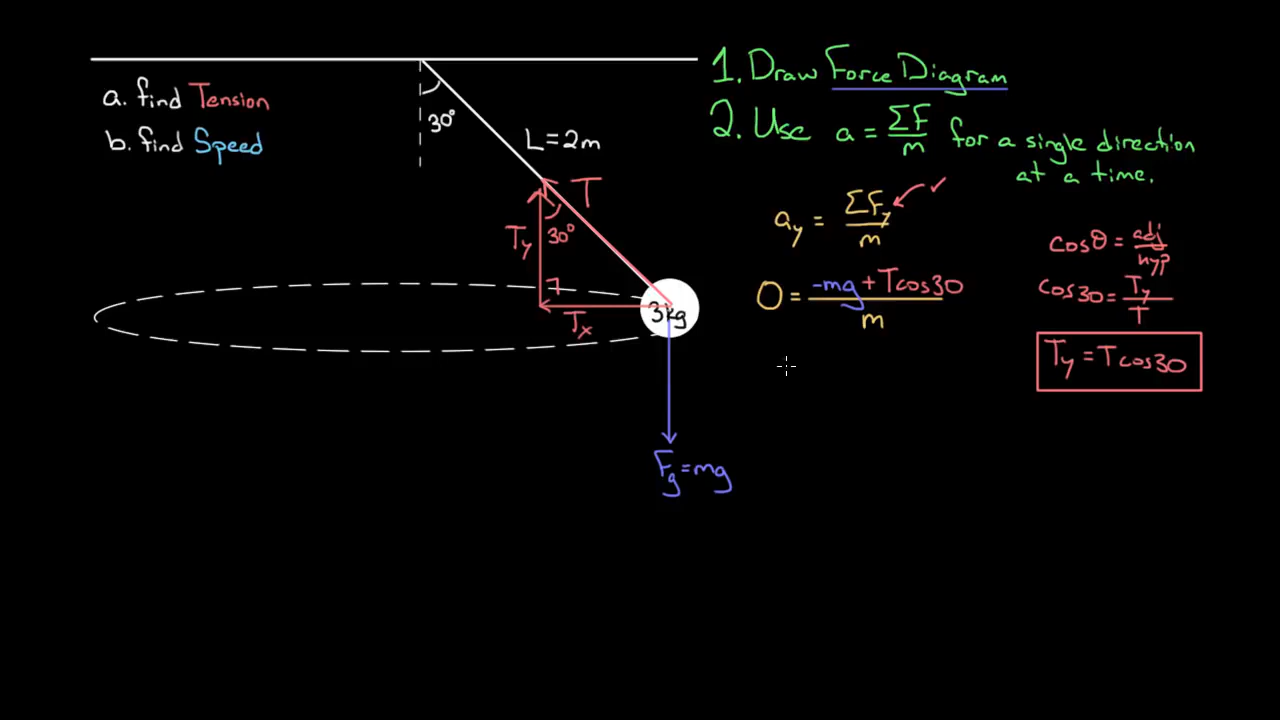 a. find Tension
b. find Speed
30°
L=2m
T
Ty
30°
Tx
3kg
Fg=mg
1. Draw Force Diagram
2. Use a = ΣF/m for a single direction
at a time.
ay = ΣFy/m ✓
0 = -mg+Tcos30/m
cosθ = adj/hyp
cos30 = Ty/T
Ty = Tcos30